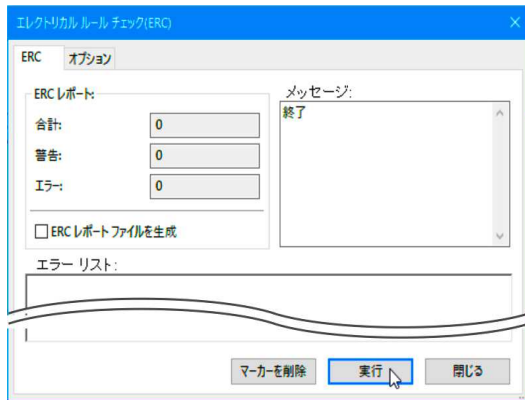 エレクトリカル ルール チェック(ERC)
ERC
オプション
ERC レポート:
メッセージ:
合計:
0
終了
警告:
0
エラー:
0
ERC レポート ファイルを生成
エラー リスト:
マーカーを削除
実行
閉じる